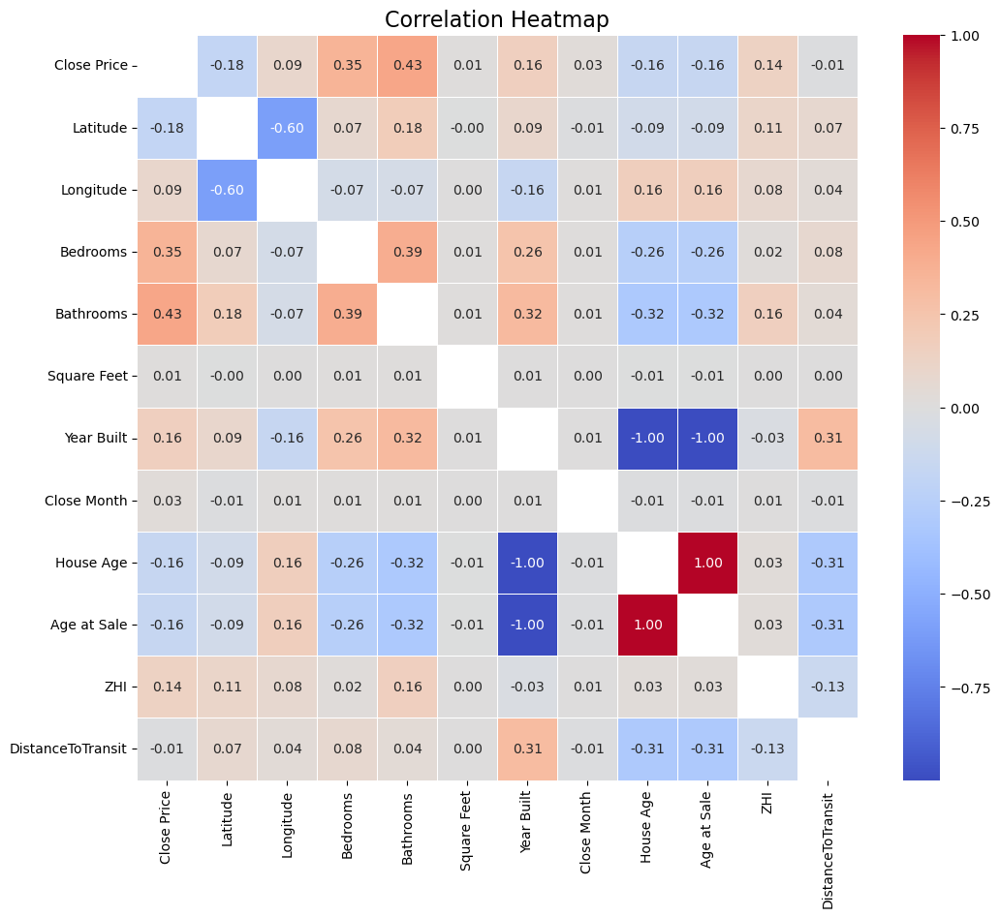 Correlation Heatmap
Close Price -0.18 0.09 0.35 0.43 0.01 0.16 0.03 -0.16 -0.16 0.14 -0.01
Latitude -0.18 -0.60 0.07 0.18 -0.00 0.09 -0.01 -0.09 -0.09 0.11 0.07
Longitude 0.09 -0.60 -0.07 -0.07 0.00 -0.16 0.01 0.16 0.16 0.08 0.04
Bedrooms 0.35 0.07 -0.07 0.39 0.01 0.26 0.01 -0.26 -0.26 0.02 0.08
Bathrooms 0.43 0.18 -0.07 0.39 0.01 0.32 0.01 -0.32 -0.32 0.16 0.04
Square Feet 0.01 -0.00 0.00 0.01 0.01 0.01 0.00 -0.01 -0.01 0.00 0.00
Year Built 0.16 0.09 -0.16 0.26 0.32 0.01 0.01 -1.00 -1.00 -0.03 0.31
Close Month 0.03 -0.01 0.01 0.01 0.01 0.00 0.01 -0.01 -0.01 0.01 -0.01
House Age -0.16 -0.09 0.16 -0.26 -0.32 -0.01 -1.00 -0.01 1.00 0.03 -0.31
Age at Sale -0.16 -0.09 0.16 -0.26 -0.32 -0.01 -1.00 -0.01 1.00 0.03 -0.31
ZHI 0.14 0.11 0.08 0.02 0.16 0.00 -0.03 0.01 0.03 0.03 -0.13
DistanceToTransit -0.01 0.07 0.04 0.08 0.04 0.00 0.31 -0.01 -0.31 -0.31 -0.13
Close Price
Latitude
Longitude
Bedrooms
Bathrooms
Square Feet
Year Built
Close Month
House Age
Age at Sale
ZHI
DistanceToTransit
1.00
0.75
0.50
0.25
0.00
−0.25
−0.50
−0.75